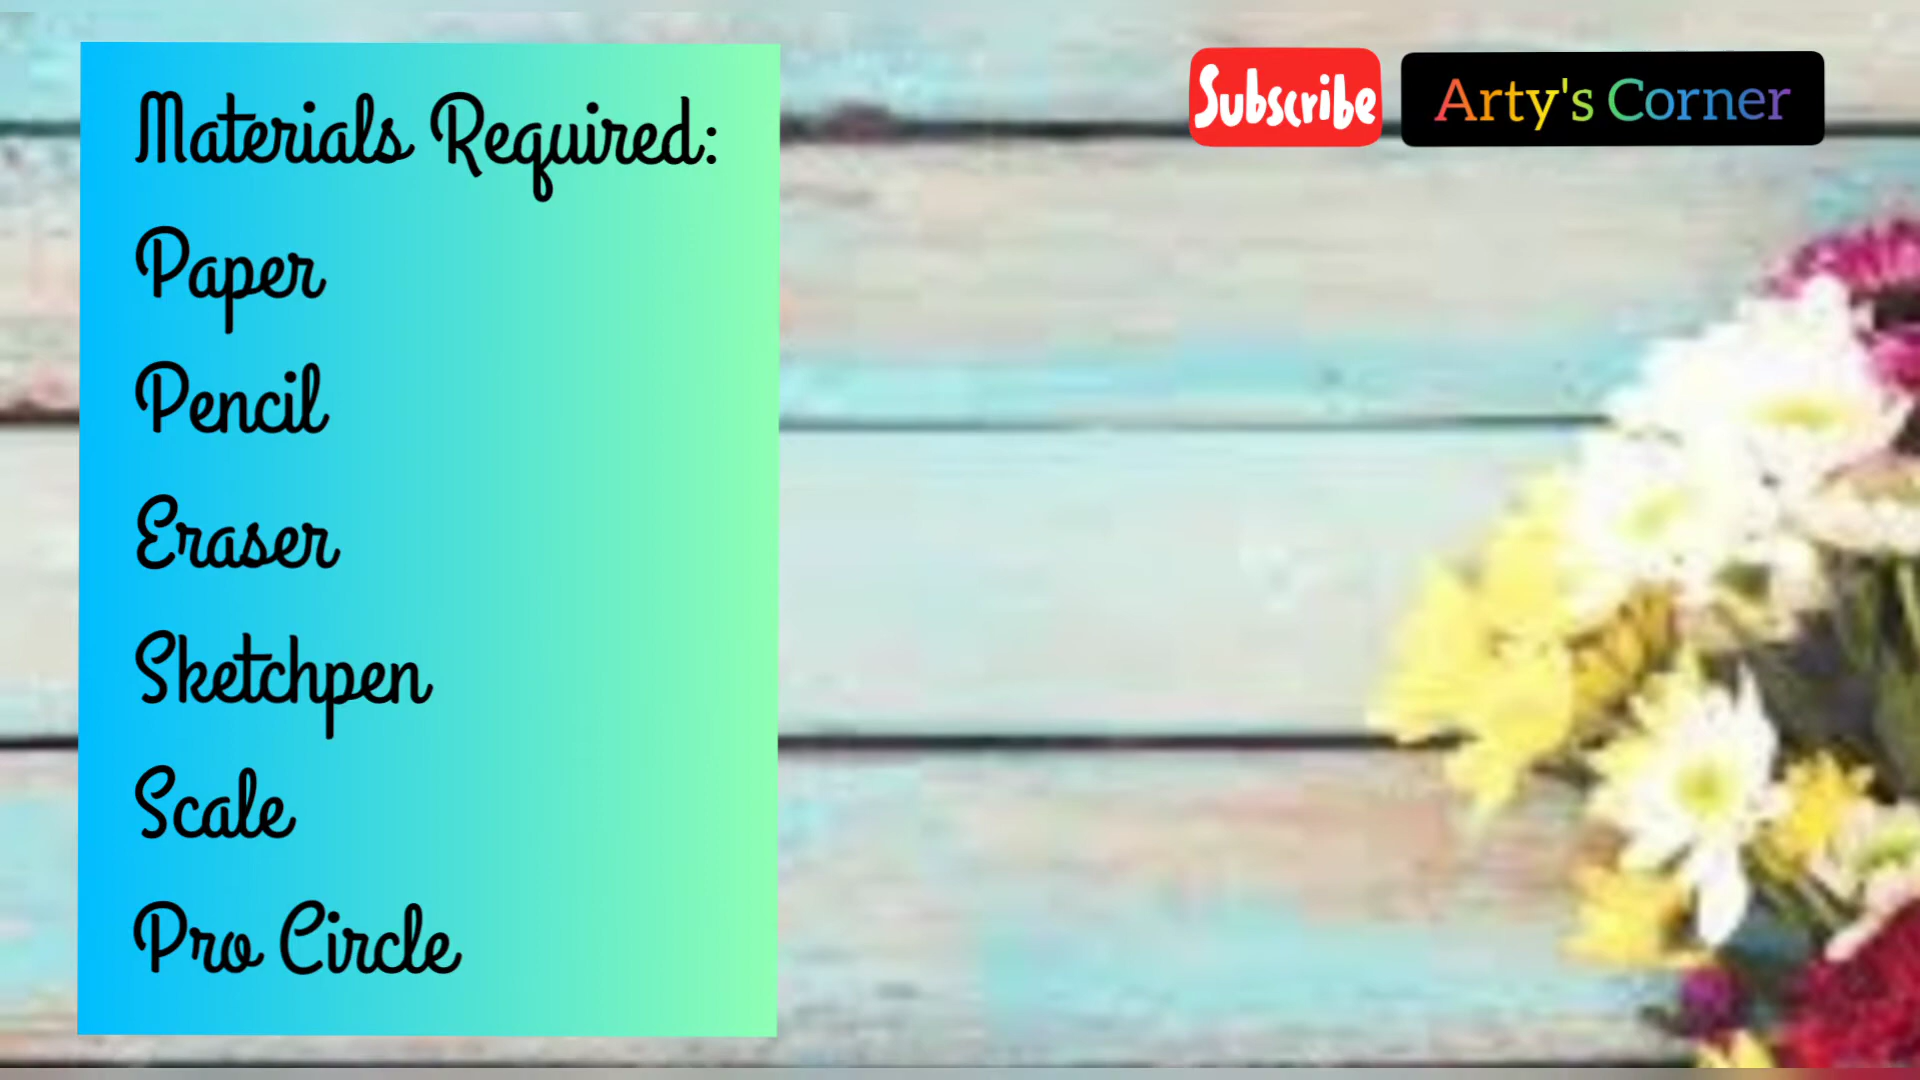 Materials Required:
Paper
Pencil
Eraser
Sketchpen
Scale
Pro Circle
Subscribe
Arty's Corner